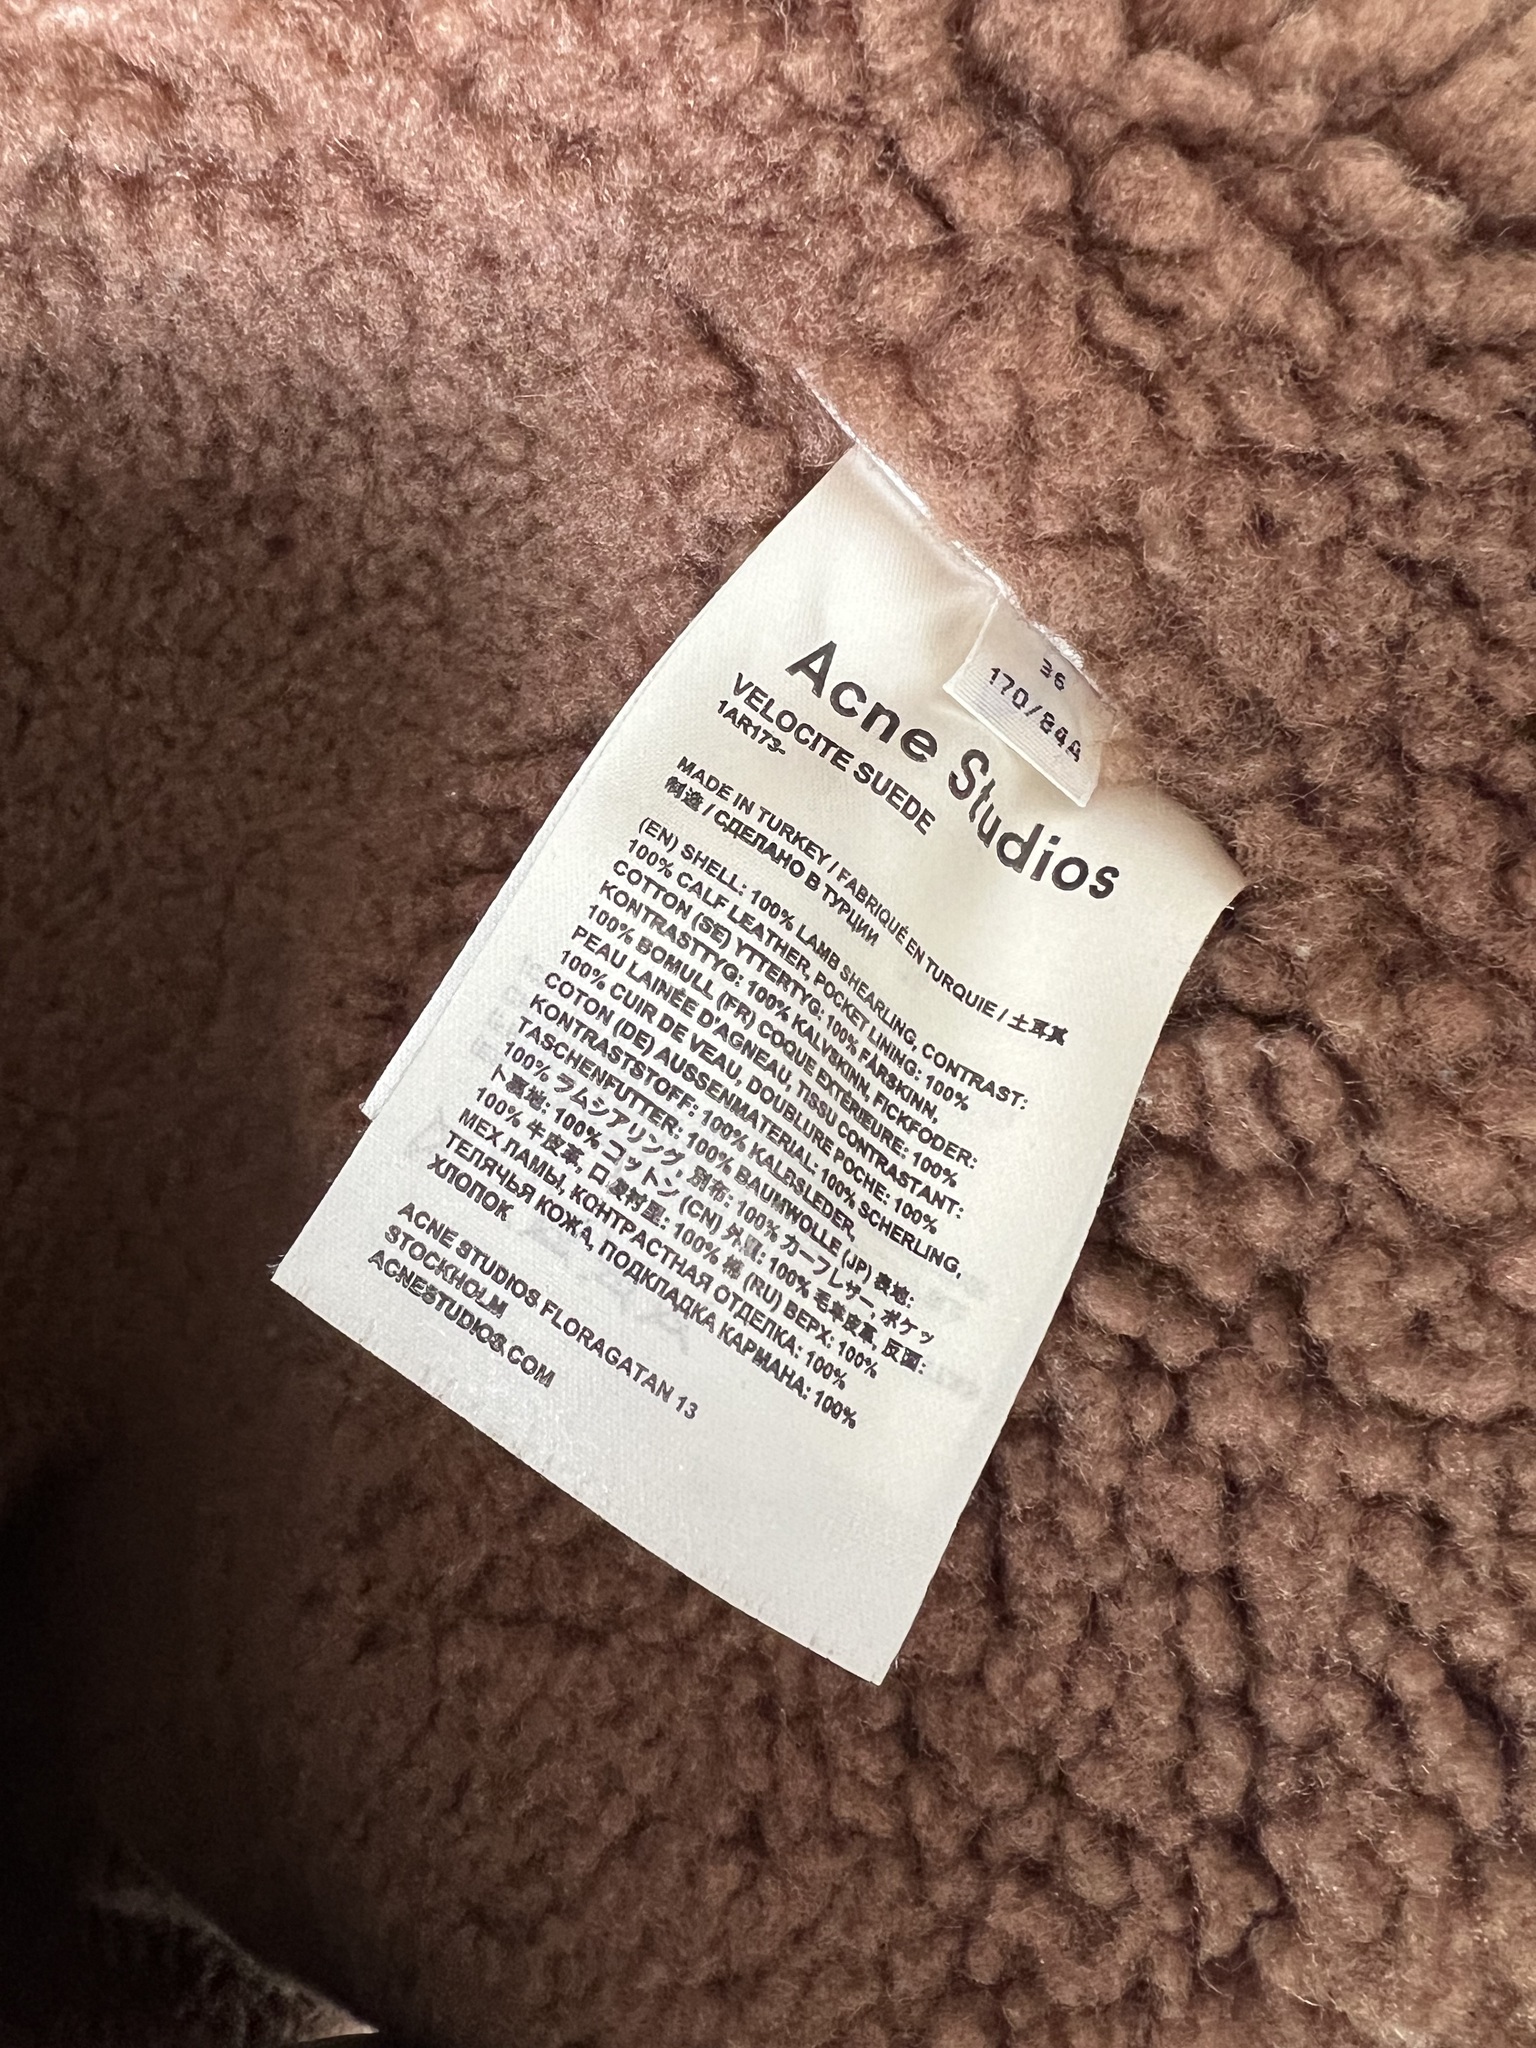 36
170/84A
Acne Studios
VELOCITE SUEDE
1AR173-
MADE IN TURKEY / FABRIQUÉ EN TURQUIE / 土耳其
制造 / СДЕЛАНО В ТУРЦИИ
(EN) SHELL: 100% LAMB SHEARLING, CONTRAST:
100% CALF LEATHER, POCKET LINING: 100%
COTTON (SE) YTTERTYG: 100% FÅRSKINN,
KONTRASTTYG: 100% KALVSKINN, FICKFODER:
100% BOMULL (FR) COQUE EXTÉRIEURE: 100%
PEAU LAINÉE D'AGNEAU, TISSU CONTRASTANT:
100% CUIR DE VEAU, DOUBLURE POCHE: 100%
COTON (DE) AUSSENMATERIAL: 100% SCHERLING,
KONTRASTSTOFF: 100% KALBSLEDER,
TASCHENFUTTER: 100% BAUMWOLLE (JP) 表地:
100% ラムシアリング, 別布: 100% カーフレザー, ポケッ
ト裏地: 100% コットン (CN) 外皿: 100% 毛革皮革, 反面:
100% 牛皮革, 口 100% 棉 (RU) ВЕРХ: 100%
МЕХ ЛАМЫ, КОНТРАСТНАЯ ОТДЕЛКА: 100%
ТЕЛЯЧЬЯ КОЖА, ПОДКЛАДКА КАРМАНА: 100%
ХЛОПОК
ACNE STUDIOS FLORAGATAN 13
STOCKHOLM
ACNESTUDIOS.COM